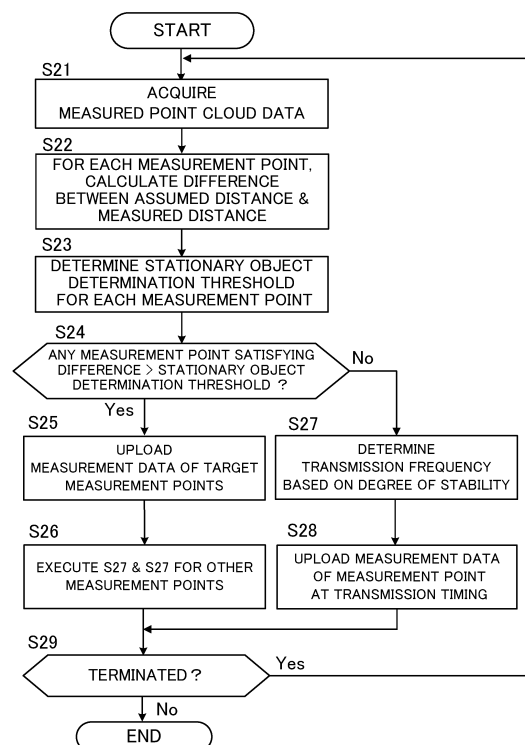 START
S21
ACQUIRE
MEASURED POINT CLOUD DATA
S22
FOR EACH MEASUREMENT POINT,
CALCULATE DIFFERENCE
BETWEEN ASSUMED DISTANCE &
MEASURED DISTANCE
S23
DETERMINE STATIONARY OBJECT
DETERMINATION THRESHOLD
FOR EACH MEASUREMENT POINT
S24
ANY MEASUREMENT POINT SATISFYING
DIFFERENCE > STATIONARY OBJECT
DETERMINATION THRESHOLD ?
No
Yes
S25
UPLOAD
MEASUREMENT DATA OF TARGET
MEASUREMENT POINTS
S26
EXECUTE S27 & S27 FOR OTHER
MEASUREMENT POINTS
S27
DETERMINE
TRANSMISSION FREQUENCY
BASED ON DEGREE OF STABILITY
S28
UPLOAD MEASUREMENT DATA
OF MEASUREMENT POINT
AT TRANSMISSION TIMING
S29
TERMINATED ?
Yes
No
END